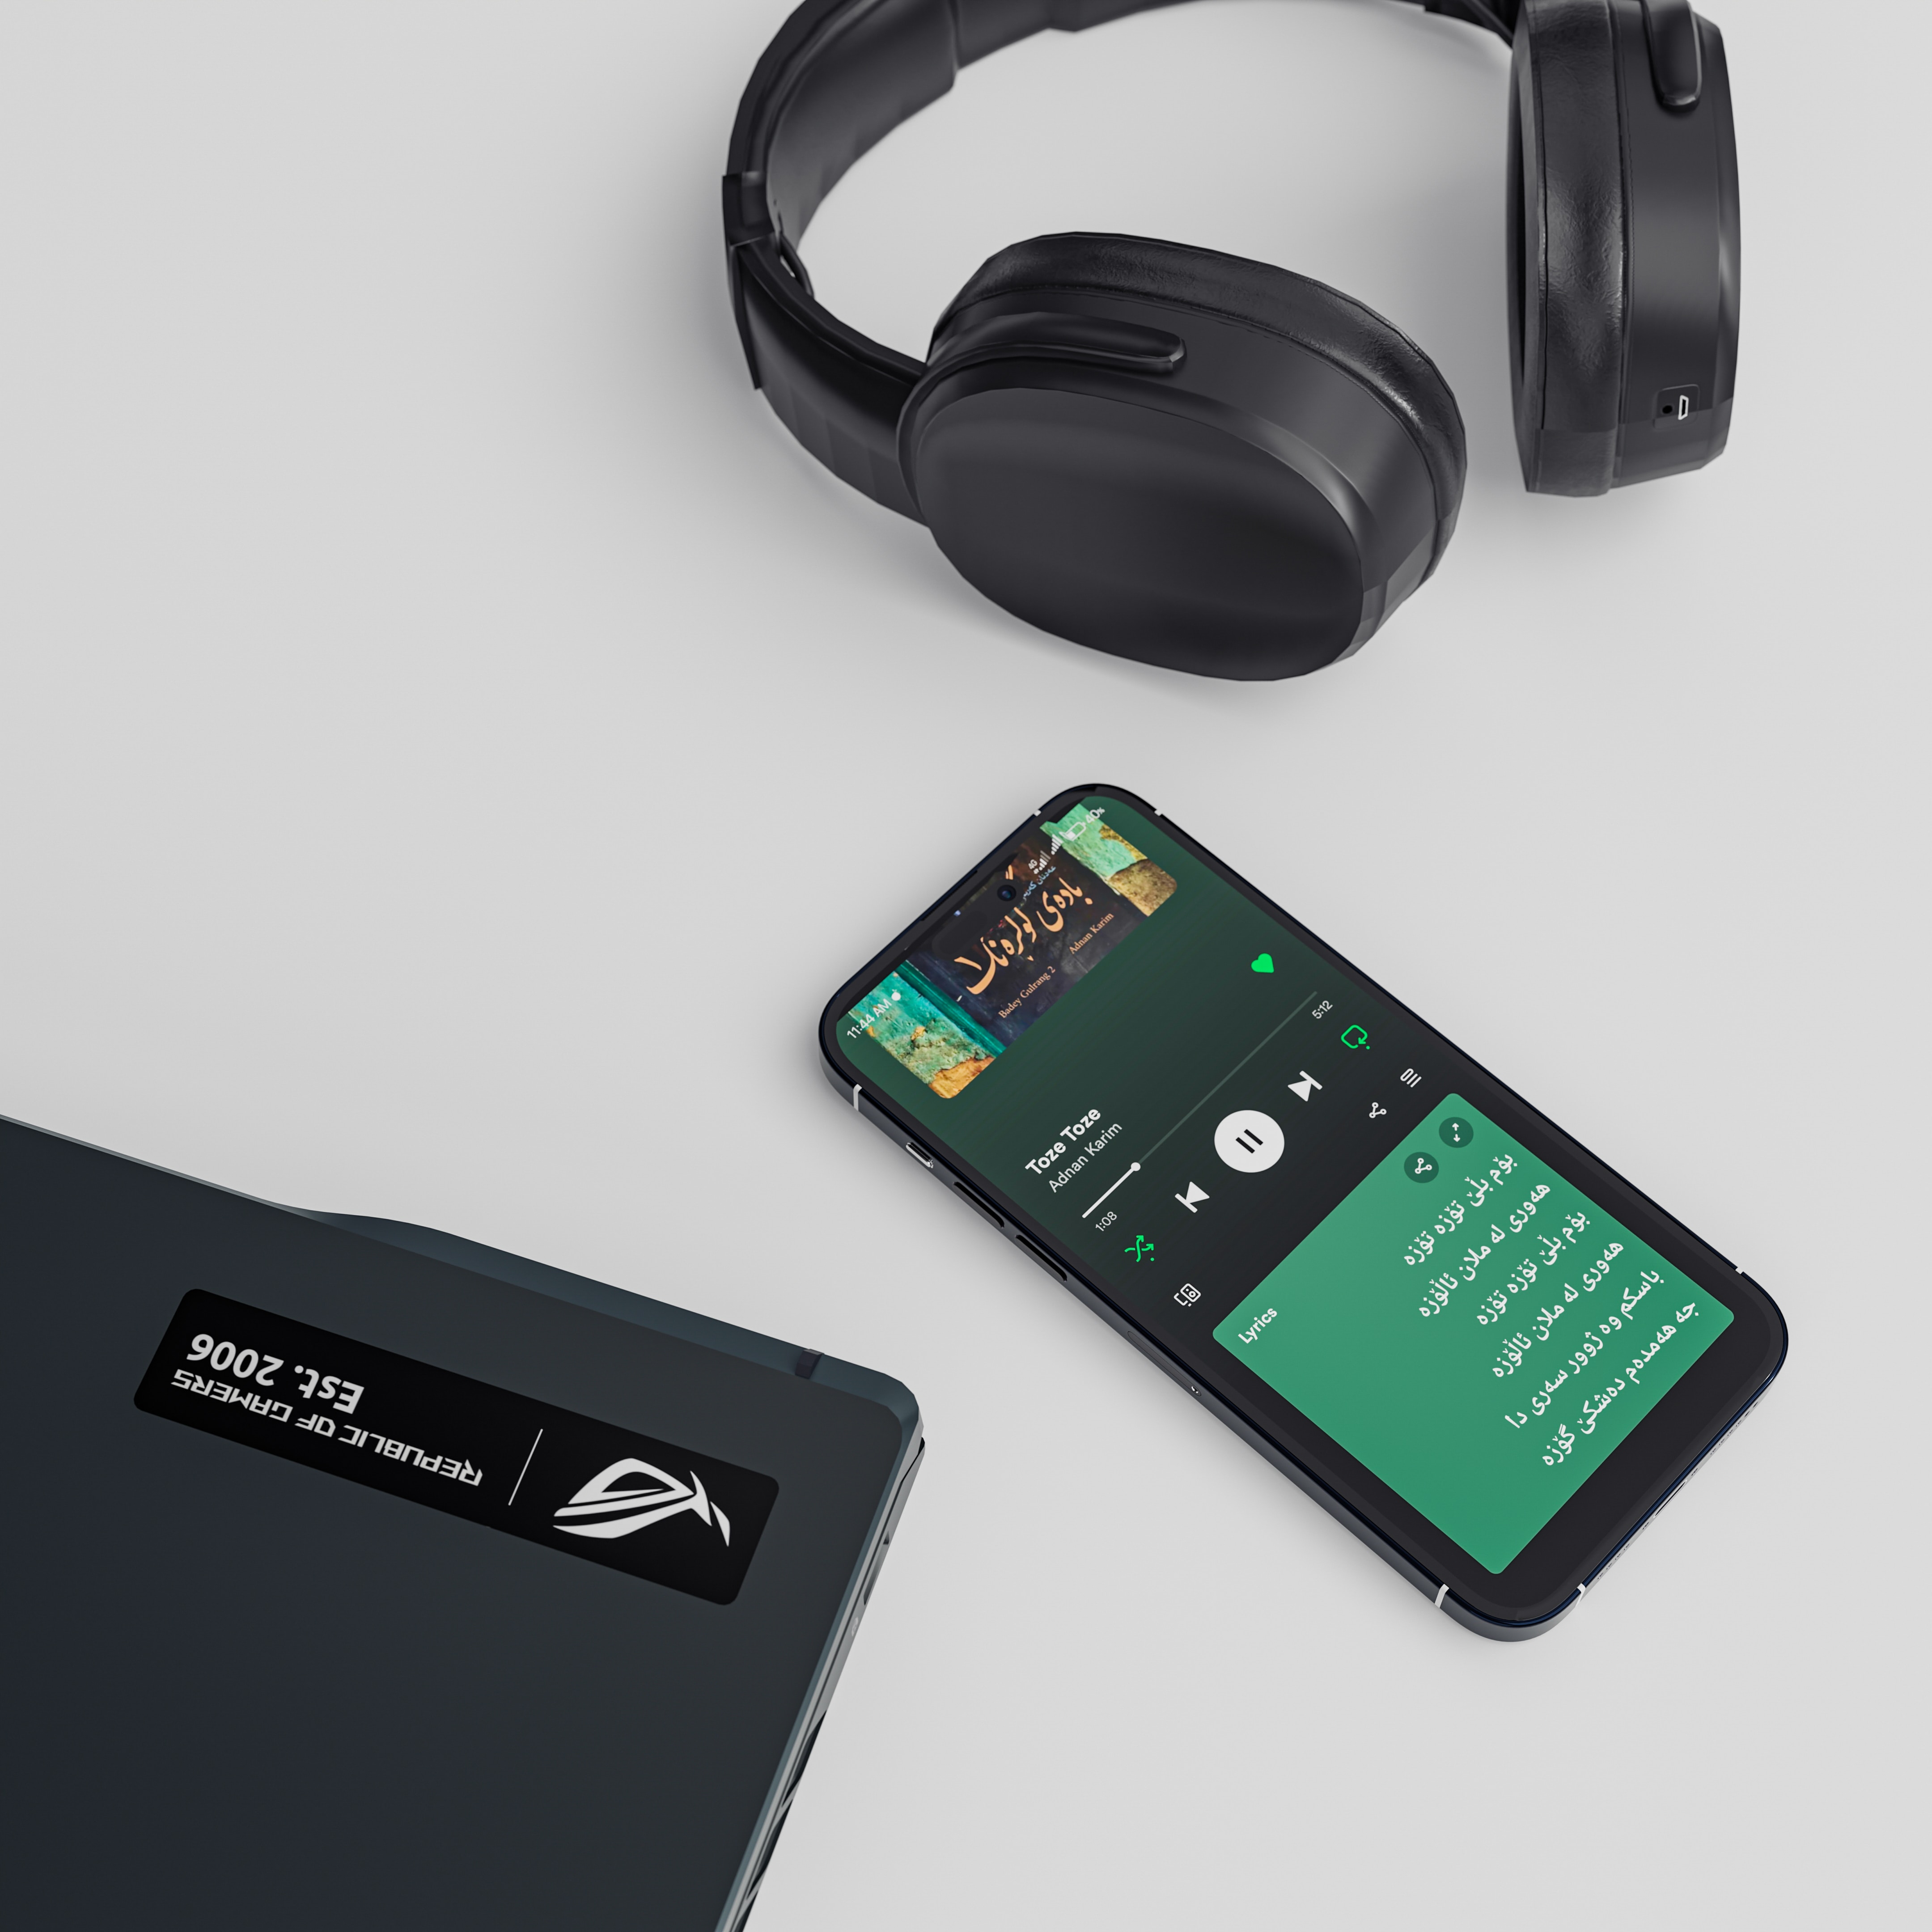 11:44 AM
4G
40%
بادەی گوڵڕەنگ ٢
Badey Gulrang 2
Adnan Karim
Toze Toze
Adnan Karim
1:08
5:12
Lyrics
بۆم بڵێ تۆزە تۆزە
هەوری لە ملان ئاڵۆزە
بۆم بڵێ تۆزە تۆزە
هەوری لە ملان ئاڵۆزە
باسکم وە ژوور سەری دا
جە هەمدەم دەشکێ گۆزە
REPUBLIC OF GAMERS
Est. 2006